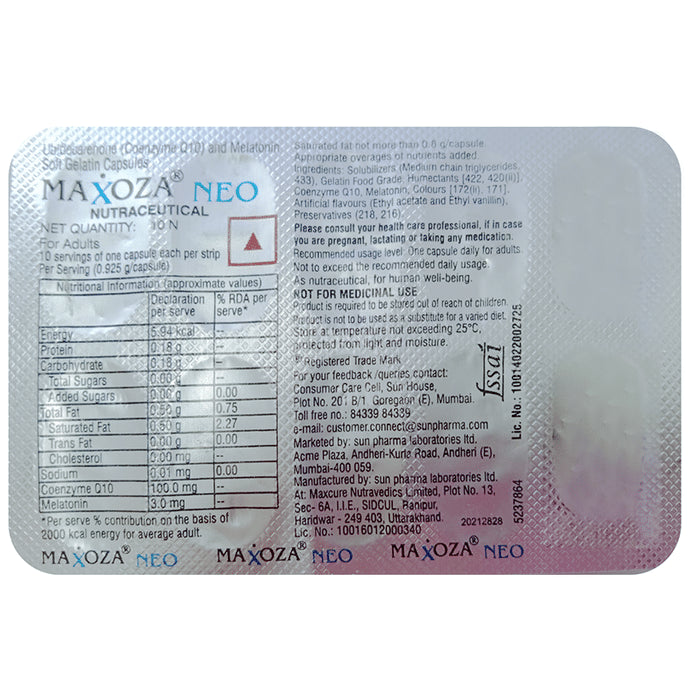 Ubidecarenone (Coenzyme Q10) and Melatonin
Soft Gelatin Capsules
MAXOZA® NEO
NUTRACEUTICAL
NET QUANTITY: 10 N
For Adults
10 servings of one capsule each per strip
Per Serving (0.925 g/capsule)
Nutritional Information (approximate values)
Declaration per serve | % RDA per serve*
Energy 5.94 kcal --
Protein 0.18 g --
Carbohydrate 0.18 g --
Total Sugars 0.00 g --
Added Sugars 0.00 g 0.00
Total Fat 0.50 g 0.75
Saturated Fat 0.50 g 2.27
Trans Fat 0.00 g 0.00
Cholesterol 0.00 mg --
Sodium 0.01 mg 0.00
Coenzyme Q10 100.0 mg --
Melatonin 3.0 mg --
*Per serve % contribution on the basis of
2000 kcal energy for average adult.
Saturated fat not more than 0.6 g/capsule
Appropriate overages of nutrients added.
Ingredients: Solubilizers (Medium chain triglycerides,
433), Gelatin Food Grade, Humectants [422, 420(ii)],
Coenzyme Q10, Melatonin, Colours [172(ii), 171],
Artificial flavours (Ethyl acetate and Ethyl vanillin),
Preservatives (218, 216)
Please consult your health care professional, if in case
you are pregnant, lactating or taking any medication.
Recommended usage level: One capsule daily for adults.
Not to exceed the recommended daily usage.
As nutraceutical, for human well-being.
NOT FOR MEDICINAL USE
Product is required to be stored out of reach of children.
Product is not to be used as a substitute for a varied diet.
Store at temperature not exceeding 25°C,
protected from light and moisture.
® Registered Trade Mark
For your feedback /queries contact:
Consumer Care Cell, Sun House,
Plot No. 201 B/1 Goregaon (E), Mumbai.
Toll free no.: 84339 84339
e-mail: customer.connect@sunpharma.com
Marketed by: sun pharma laboratories ltd.
Acme Plaza, Andheri-Kurla Road, Andheri (E),
Mumbai-400 059.
Manufactured by: sun pharma laboratories ltd.
At: Maxcure Nutravedics Limited, Plot No. 13,
Sec- 6A, I.I.E., SIDCUL, Ranipur,
Haridwar - 249 403, Uttarakhand.
Lic. No.: 10016012000340
20212828
fssai
Lic. No.: 10014022002725
5237864
MAXOZA® NEO MAXOZA® NEO MAXOZA® NEO